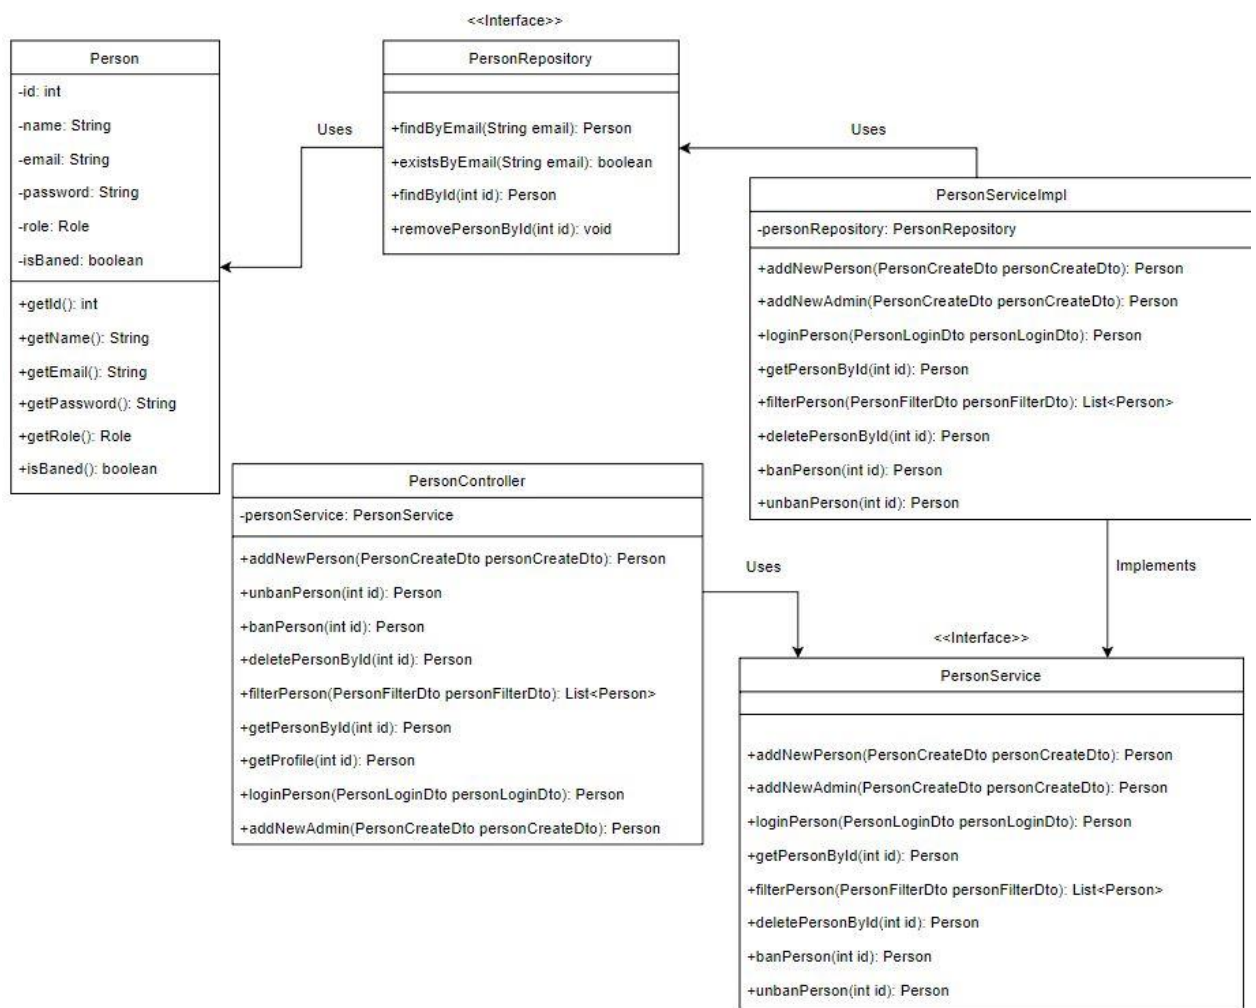 <<Interface>>
Person
-id: int
-name: String
-email: String
-password: String
-role: Role
-isBaned: boolean
+getId(): int
+getName(): String
+getEmail(): String
+getPassword(): String
+getRole(): Role
+isBaned(): boolean
Uses
PersonRepository
+findByEmail(String email): Person
+existsByEmail(String email): boolean
+findById(int id): Person
+removePersonById(int id): void
Uses
PersonServiceImpl
-personRepository: PersonRepository
+addNewPerson(PersonCreateDto personCreateDto): Person
+addNewAdmin(PersonCreateDto personCreateDto): Person
+loginPerson(PersonLoginDto personLoginDto): Person
+getPersonById(int id): Person
+filterPerson(PersonFilterDto personFilterDto): List<Person>
+deletePersonById(int id): Person
+banPerson(int id): Person
+unbanPerson(int id): Person
PersonController
-personService: PersonService
+addNewPerson(PersonCreateDto personCreateDto): Person
+unbanPerson(int id): Person
+banPerson(int id): Person
+deletePersonById(int id): Person
+filterPerson(PersonFilterDto personFilterDto): List<Person>
+getPersonById(int id): Person
+getProfile(int id): Person
+loginPerson(PersonLoginDto personLoginDto): Person
+addNewAdmin(PersonCreateDto personCreateDto): Person
Uses
Implements
<<Interface>>
PersonService
+addNewPerson(PersonCreateDto personCreateDto): Person
+addNewAdmin(PersonCreateDto personCreateDto): Person
+loginPerson(PersonLoginDto personLoginDto): Person
+getPersonById(int id): Person
+filterPerson(PersonFilterDto personFilterDto): List<Person>
+deletePersonById(int id): Person
+banPerson(int id): Person
+unbanPerson(int id): Person